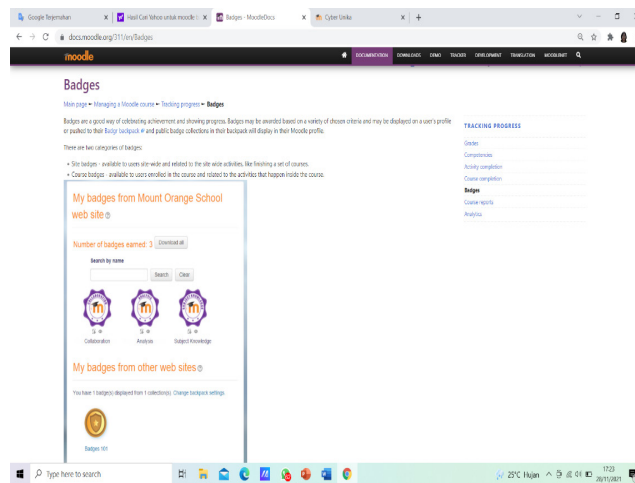 Google Terjemahan
Hasil Cari Yahoo untuk moodle
Badges - MoodleDocs
Cyber Unika
docs.moodle.org/311/en/Badges
moodle
DOCUMENTATION DOWNLOADS DEMO TRACKER DEVELOPMENT TRANSLATION MOODLENET
Badges
Main page ► Managing a Moodle course ► Tracking progress ► Badges
Badges are a good way of celebrating achievement and showing progress. Badges may be awarded based on a variety of chosen criteria and may be displayed on a user's profile
or pushed to their Badgr backpack and public badge collections in their backpack will display in their Moodle profile.
There are two categories of badges:
• Site badges - available to users site-wide and related to the site wide activities, like finishing a set of courses.
• Course badges - available to users enrolled in the course and related to the activities that happen inside the course.
TRACKING PROGRESS
Grades
Competencies
Activity completion
Course completion
Badges
Course reports
Analytics
My badges from Mount Orange School
web site
Number of badges earned: 3 Download all
Search by name
Search Clear
m m m
Collaboration Analysis Subject Knowledge
My badges from other web sites
You have 1 badge(s) displayed from 1 collection(s). Change backpack settings.
Badges 101
Type here to search
25°C Hujan
17:23
20/11/2021